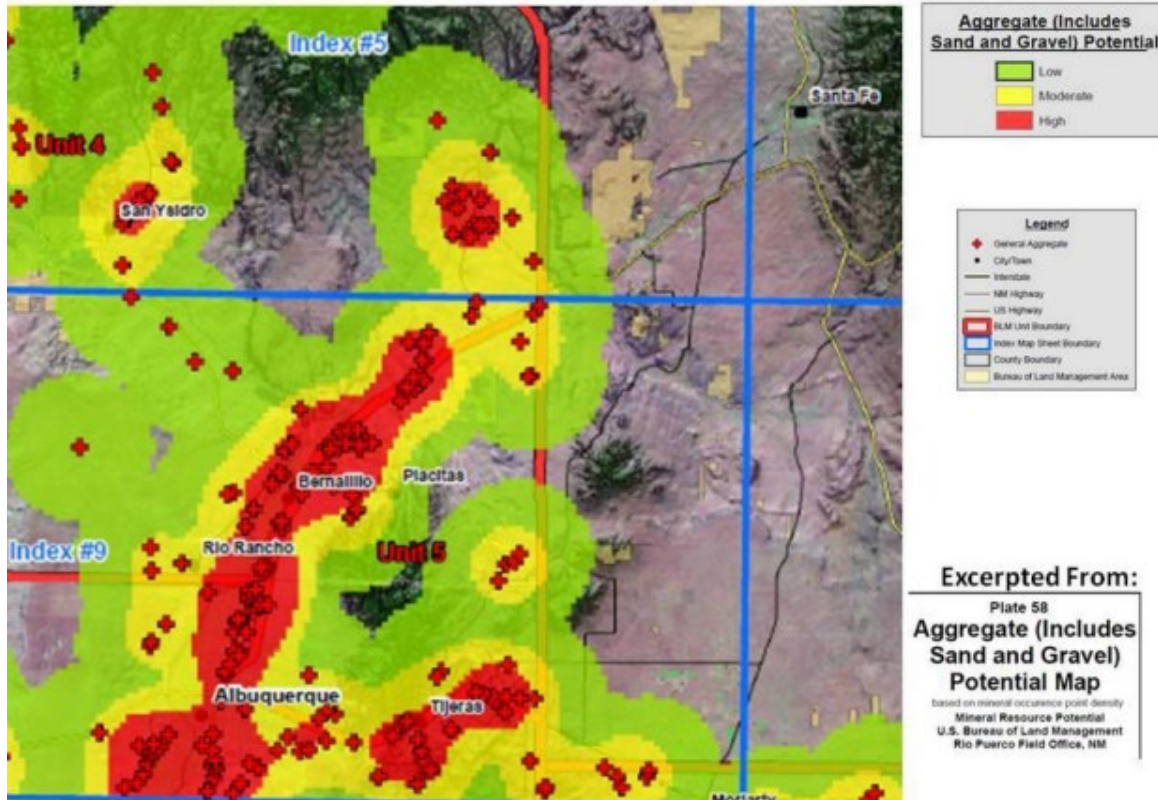 Index #5
Santa Fe
Unit 4
San Ysidro
Bernalillo
Placitas
Index #9
Rio Rancho
Unit 5
Albuquerque
Tijeras
Moriarty
Aggregate (Includes
Sand and Gravel) Potential
Low
Moderate
High
Legend
General Aggregate
City/Town
Interstate
NM Highway
US Highway
BLM Unit Boundary
Index Map Sheet Boundary
County Boundary
Bureau of Land Management Area
Excerpted From:
Plate 58
Aggregate (Includes
Sand and Gravel)
Potential Map
based on mineral occurence point density
Mineral Resource Potential
U.S. Bureau of Land Management
Rio Puerco Field Office, NM